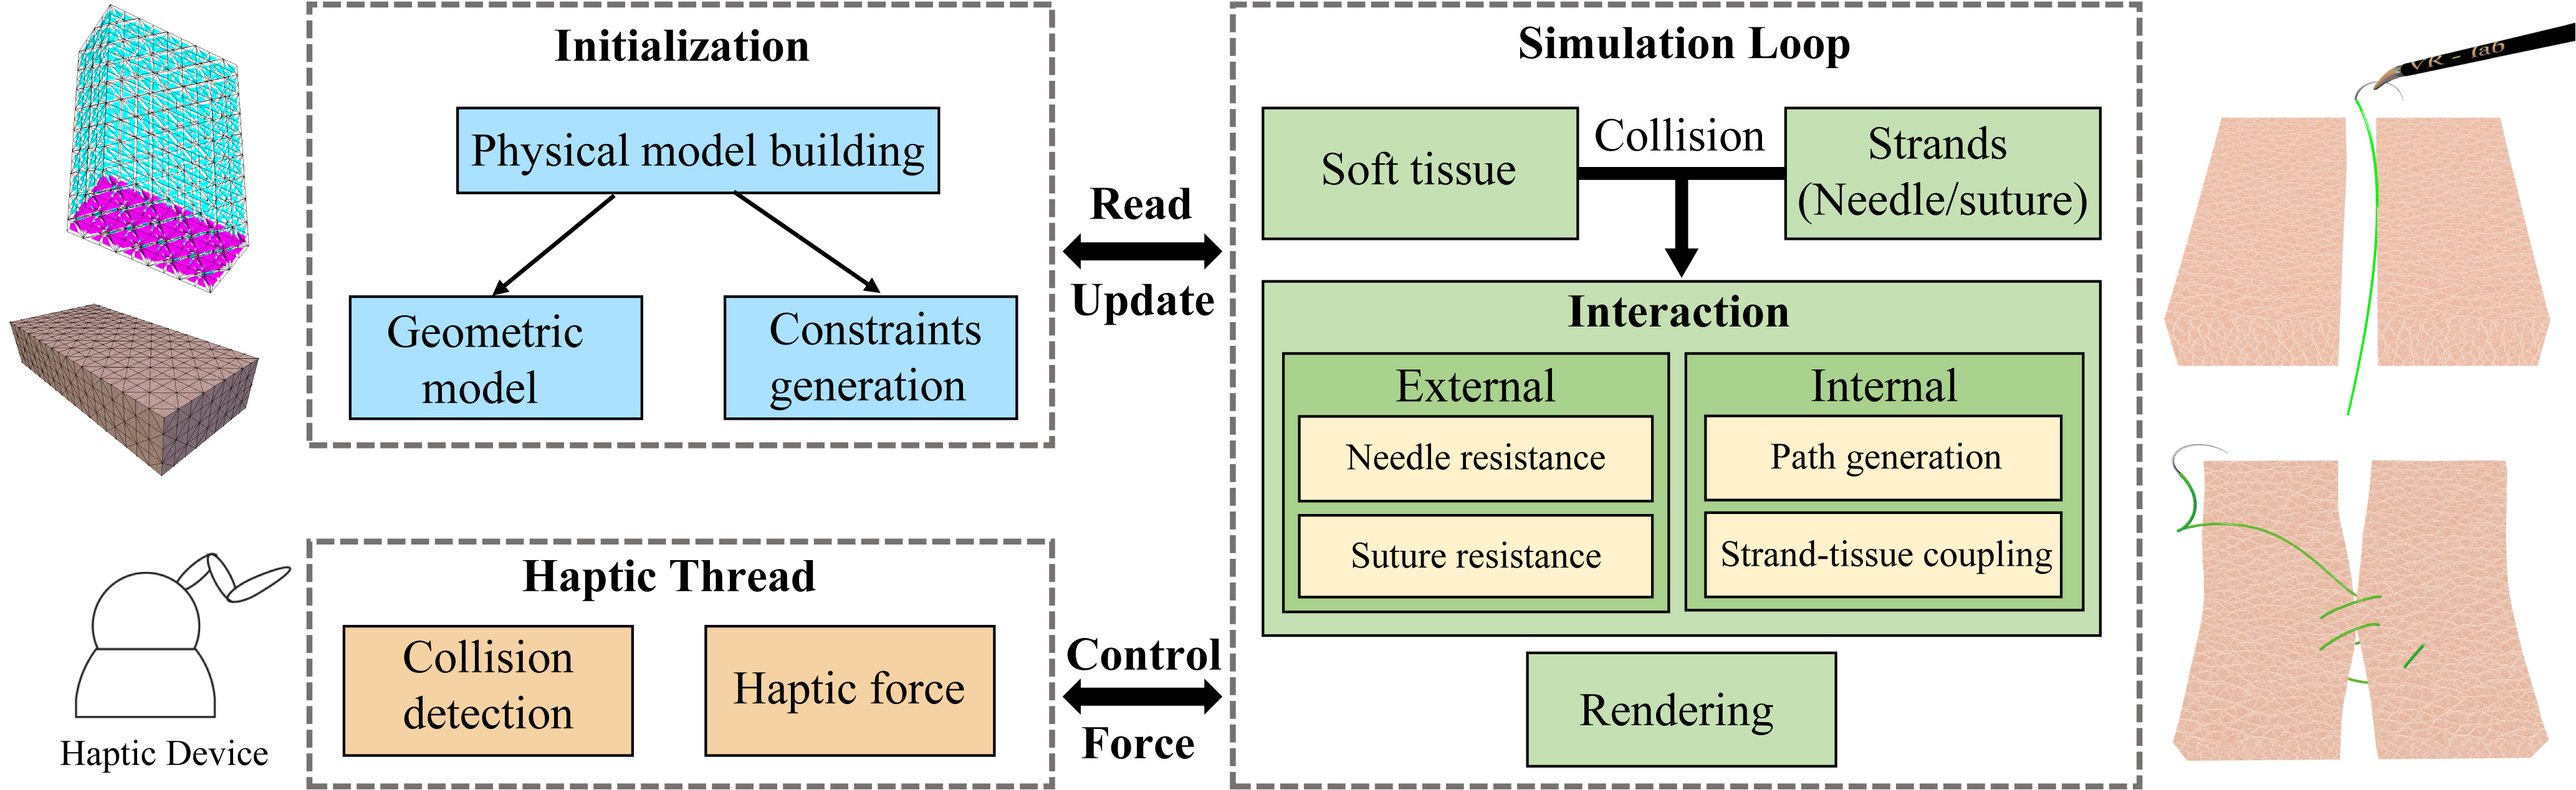 Initialization
Physical model building
Geometric
model
Constraints
generation
Read
Update
Simulation Loop
Soft tissue
Collision
Strands
(Needle/suture)
Interaction
External
Needle resistance
Suture resistance
Internal
Path generation
Strand-tissue coupling
Rendering
Haptic Thread
Collision
detection
Haptic force
Control
Force
Haptic Device
VR - lab